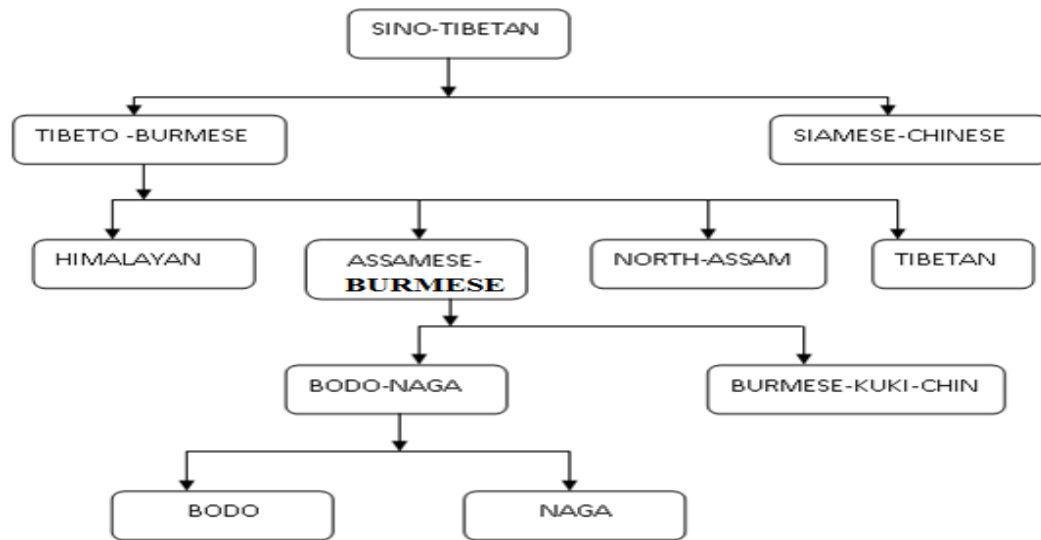 SINO-TIBETAN
TIBETO -BURMESE
SIAMESE-CHINESE
HIMALAYAN
ASSAMESE-
BURMESE
NORTH-ASSAM
TIBETAN
BODO-NAGA
BURMESE-KUKI-CHIN
BODO
NAGA